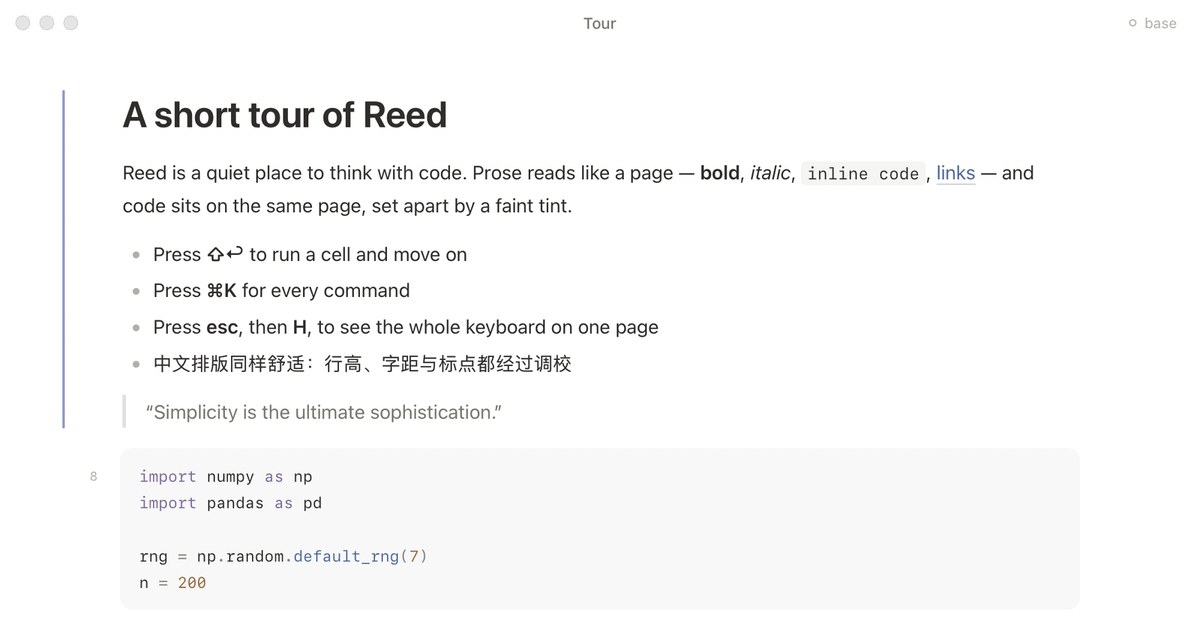 Tour
base
A short tour of Reed
Reed is a quiet place to think with code. Prose reads like a page — bold, italic, inline code, links — and
code sits on the same page, set apart by a faint tint.
Press ⇧↩ to run a cell and move on
Press ⌘K for every command
Press esc, then H, to see the whole keyboard on one page
中文排版同样舒适：行高、字距与标点都经过调校
“Simplicity is the ultimate sophistication.”
8
import numpy as np
import pandas as pd
rng = np.random.default_rng(7)
n = 200